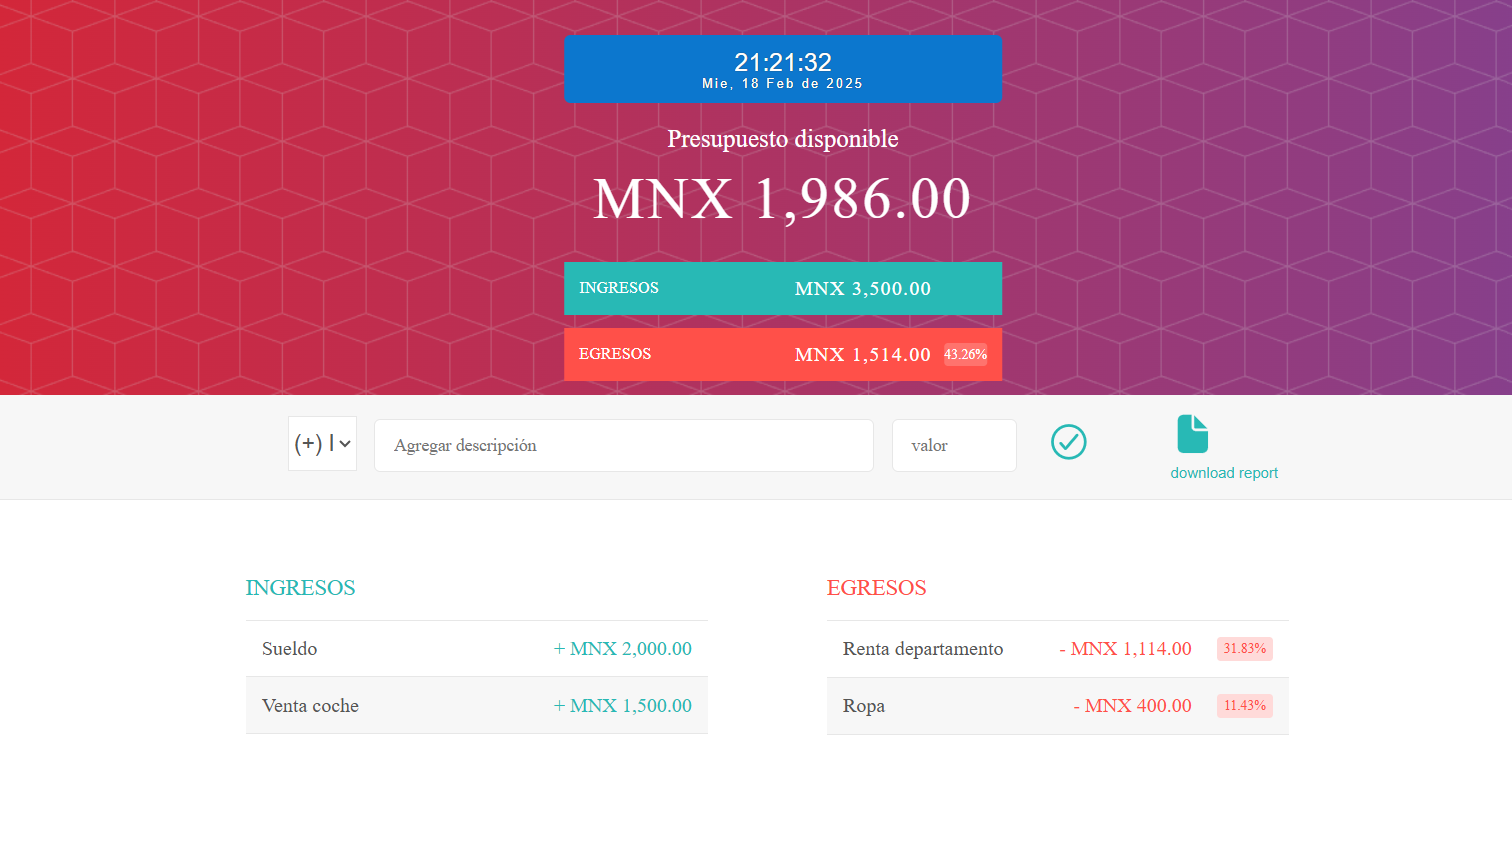 21:21:32
Mie, 18 Feb de 2025
Presupuesto disponible
MNX 1,986.00
INGRESOS MNX 3,500.00
EGRESOS MNX 1,514.00 43.26%
(+) I Agregar descripción valor
download report
INGRESOS
Sueldo + MNX 2,000.00
Venta coche + MNX 1,500.00
EGRESOS
Renta departamento - MNX 1,114.00 31.83%
Ropa - MNX 400.00 11.43%